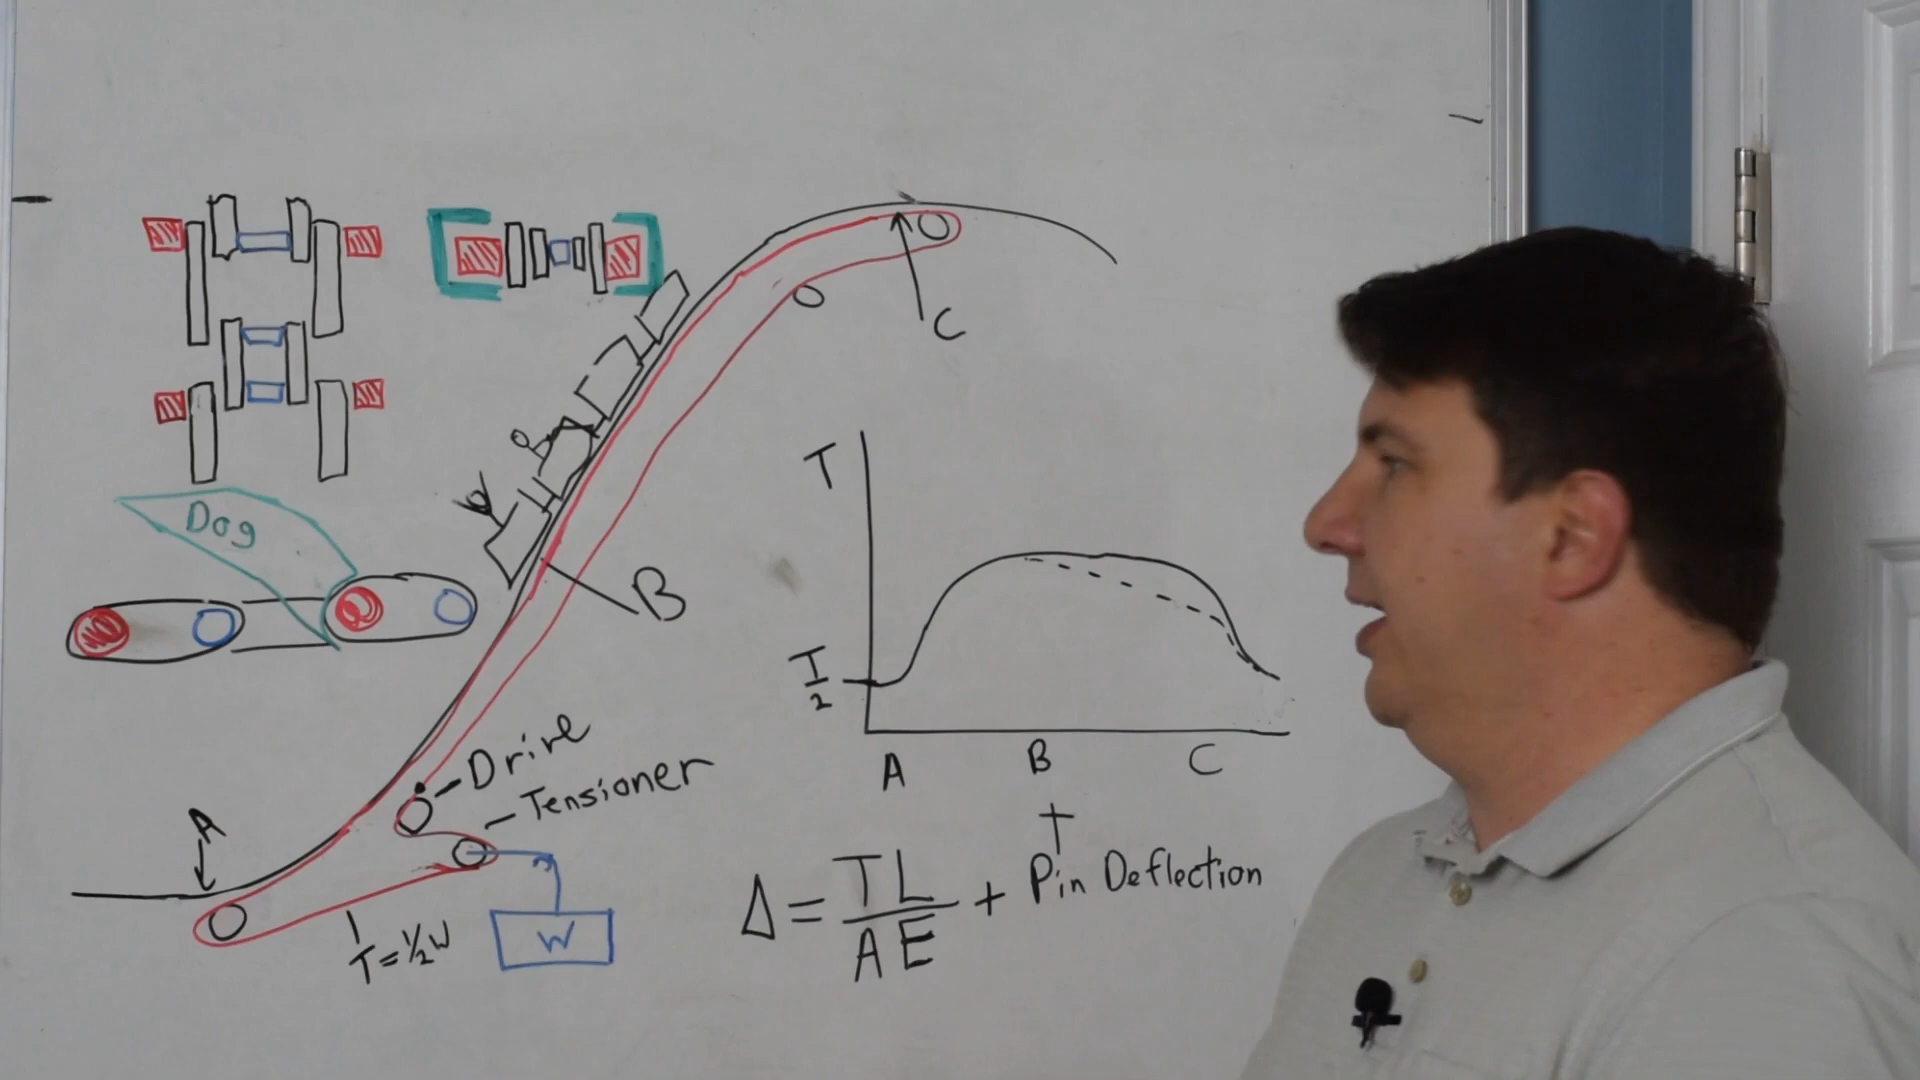 Dog
C
B
T
T/2
A B C
Drive
Tensioner
A
T=½W
W
Δ = TL/AE + Pin Deflection